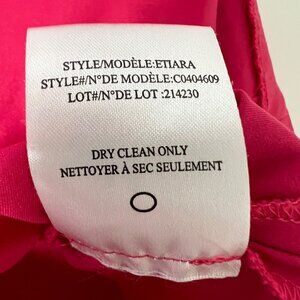 STYLE/MODÈLE:ETIARA
STYLE#/N°DE MODÈLE:C0404609
LOT#/N°DE LOT :214230
DRY CLEAN ONLY
NETTOYER À SEC SEULEMENT